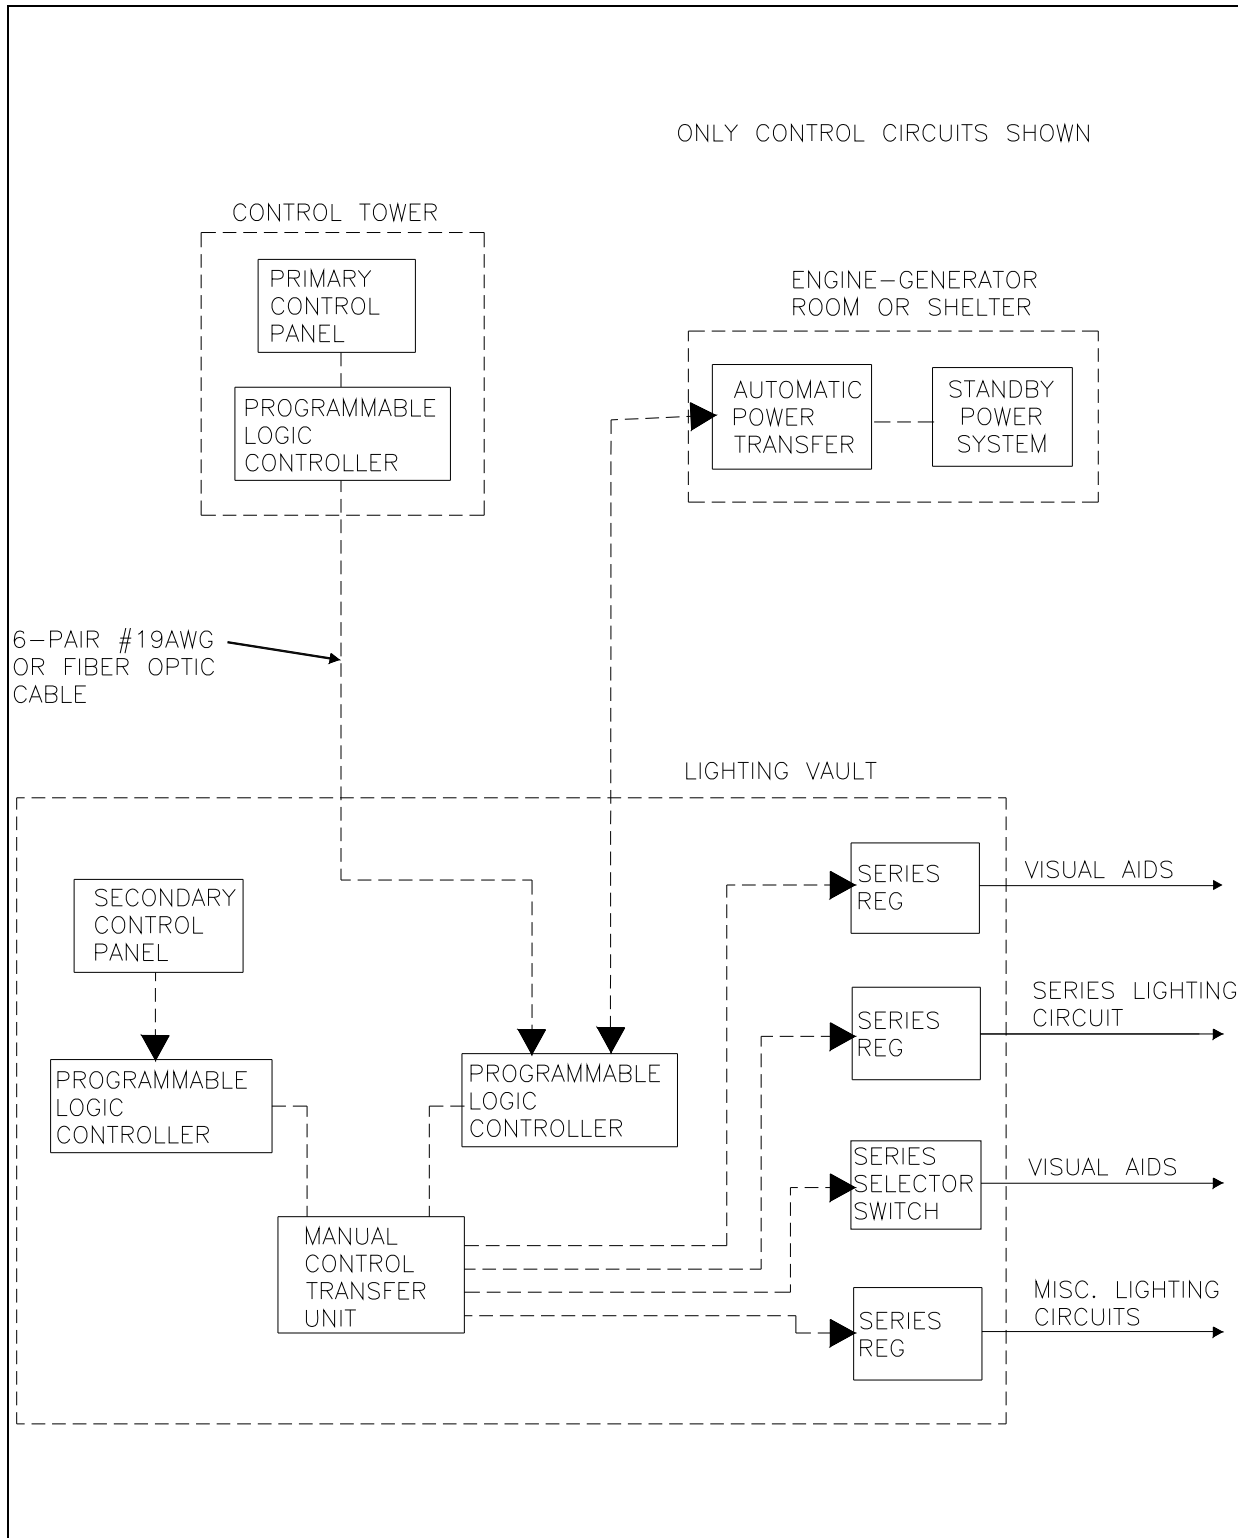 ONLY CONTROL CIRCUITS SHOWN
CONTROL TOWER
PRIMARY
CONTROL
PANEL
PROGRAMMABLE
LOGIC
CONTROLLER
ENGINE-GENERATOR
ROOM OR SHELTER
AUTOMATIC
POWER
TRANSFER
STANDBY
POWER
SYSTEM
6-PAIR #19AWG
OR FIBER OPTIC
CABLE
LIGHTING VAULT
SECONDARY
CONTROL
PANEL
PROGRAMMABLE
LOGIC
CONTROLLER
PROGRAMMABLE
LOGIC
CONTROLLER
MANUAL
CONTROL
TRANSFER
UNIT
SERIES
REG
VISUAL AIDS
SERIES
REG
SERIES LIGHTING
CIRCUIT
SERIES
SELECTOR
SWITCH
VISUAL AIDS
SERIES
REG
MISC. LIGHTING
CIRCUITS